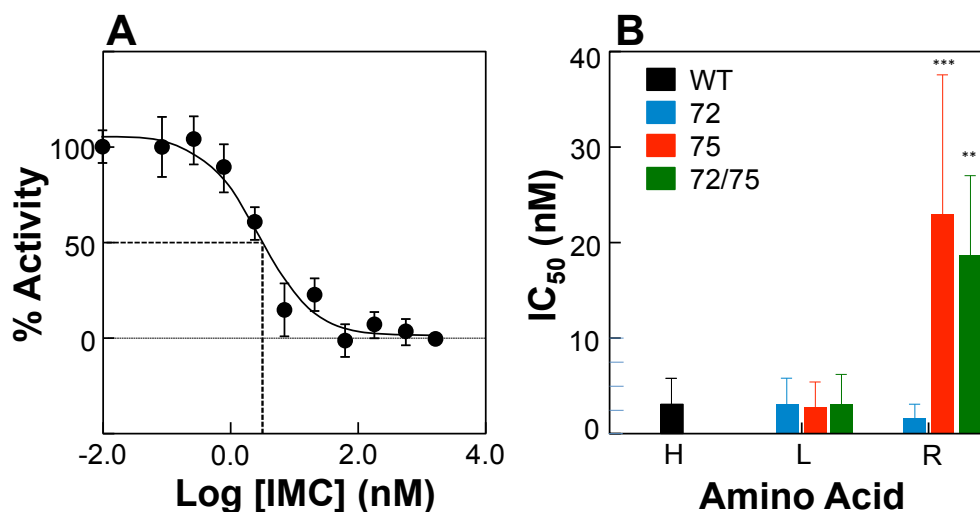 A
% Activity
100
50
0
-2.0
0.0
2.0
4.0
Log [IMC] (nM)
B
IC50 (nM)
40
30
20
10
0
WT
72
75
72/75
***
**
H
L
R
Amino Acid